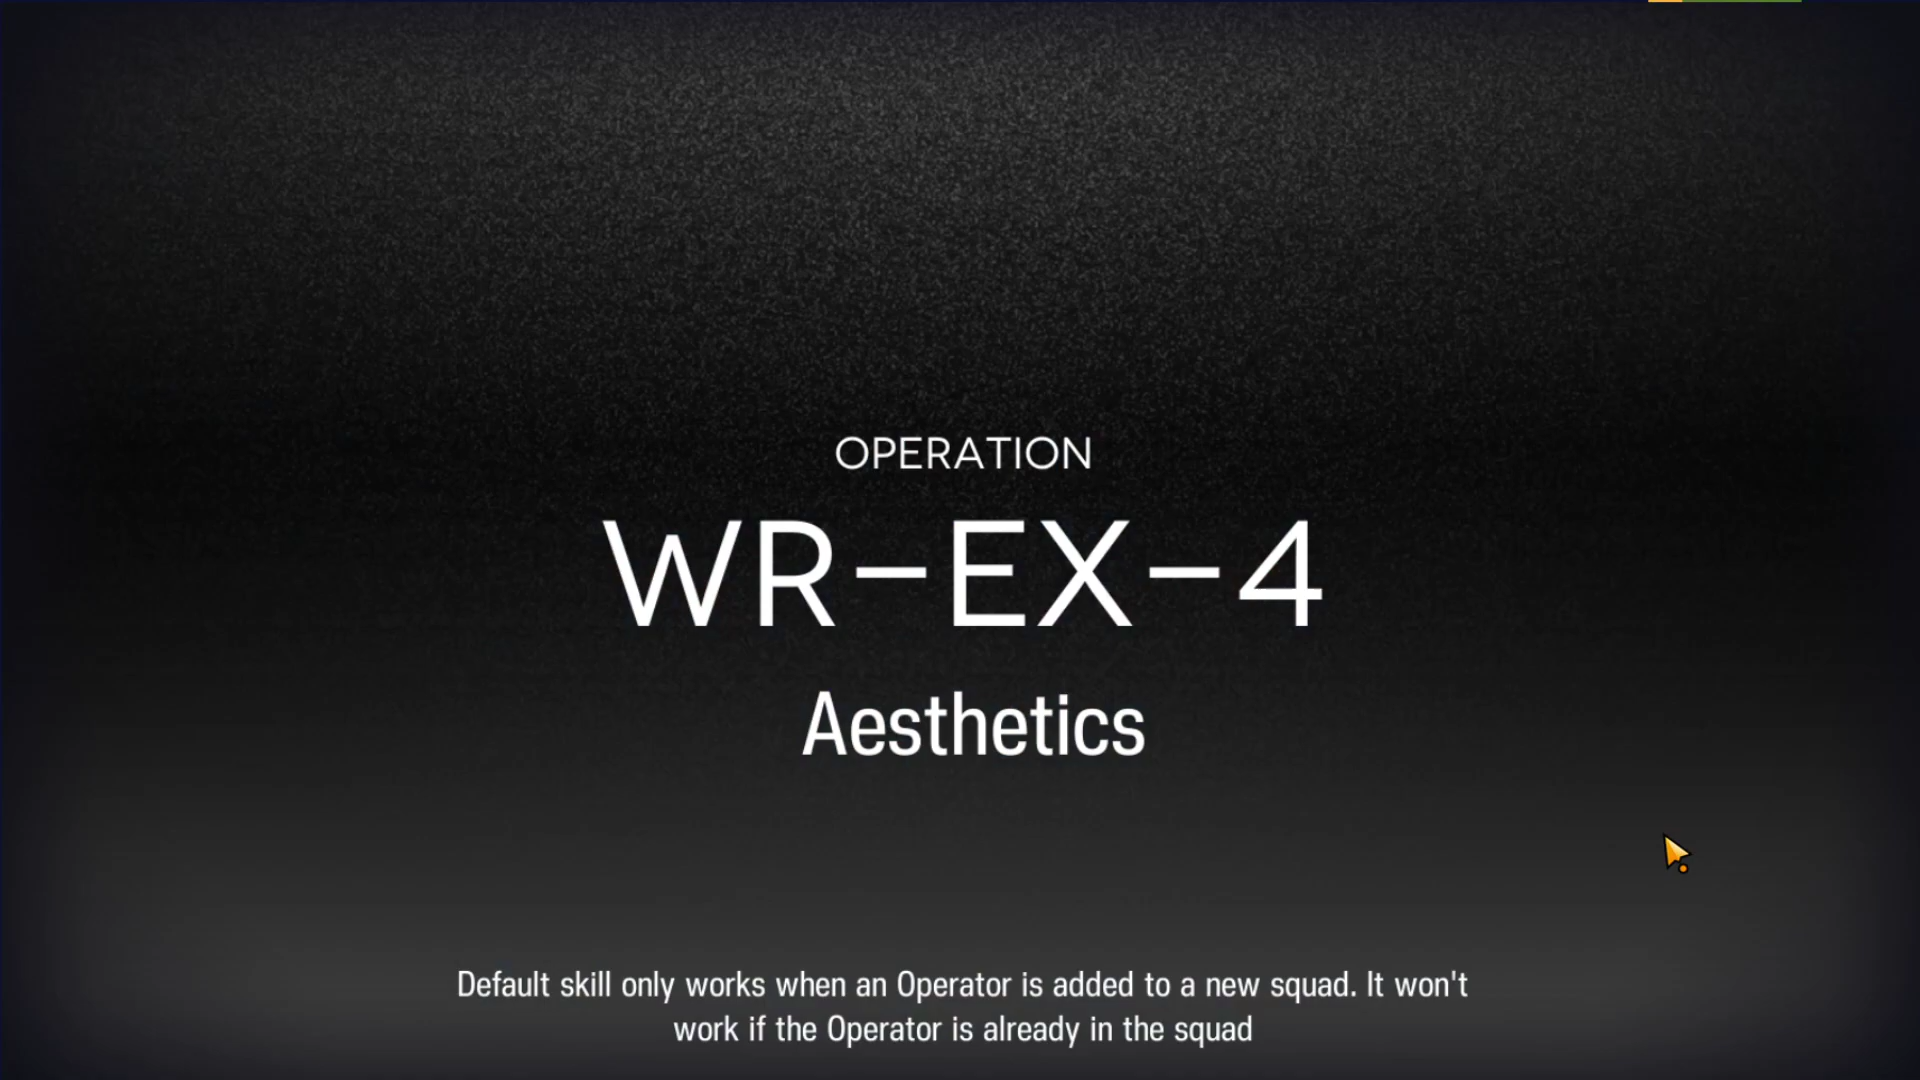 OPERATION
WR-EX-4
Aesthetics
Default skill only works when an Operator is added to a new squad. It won't
work if the Operator is already in the squad